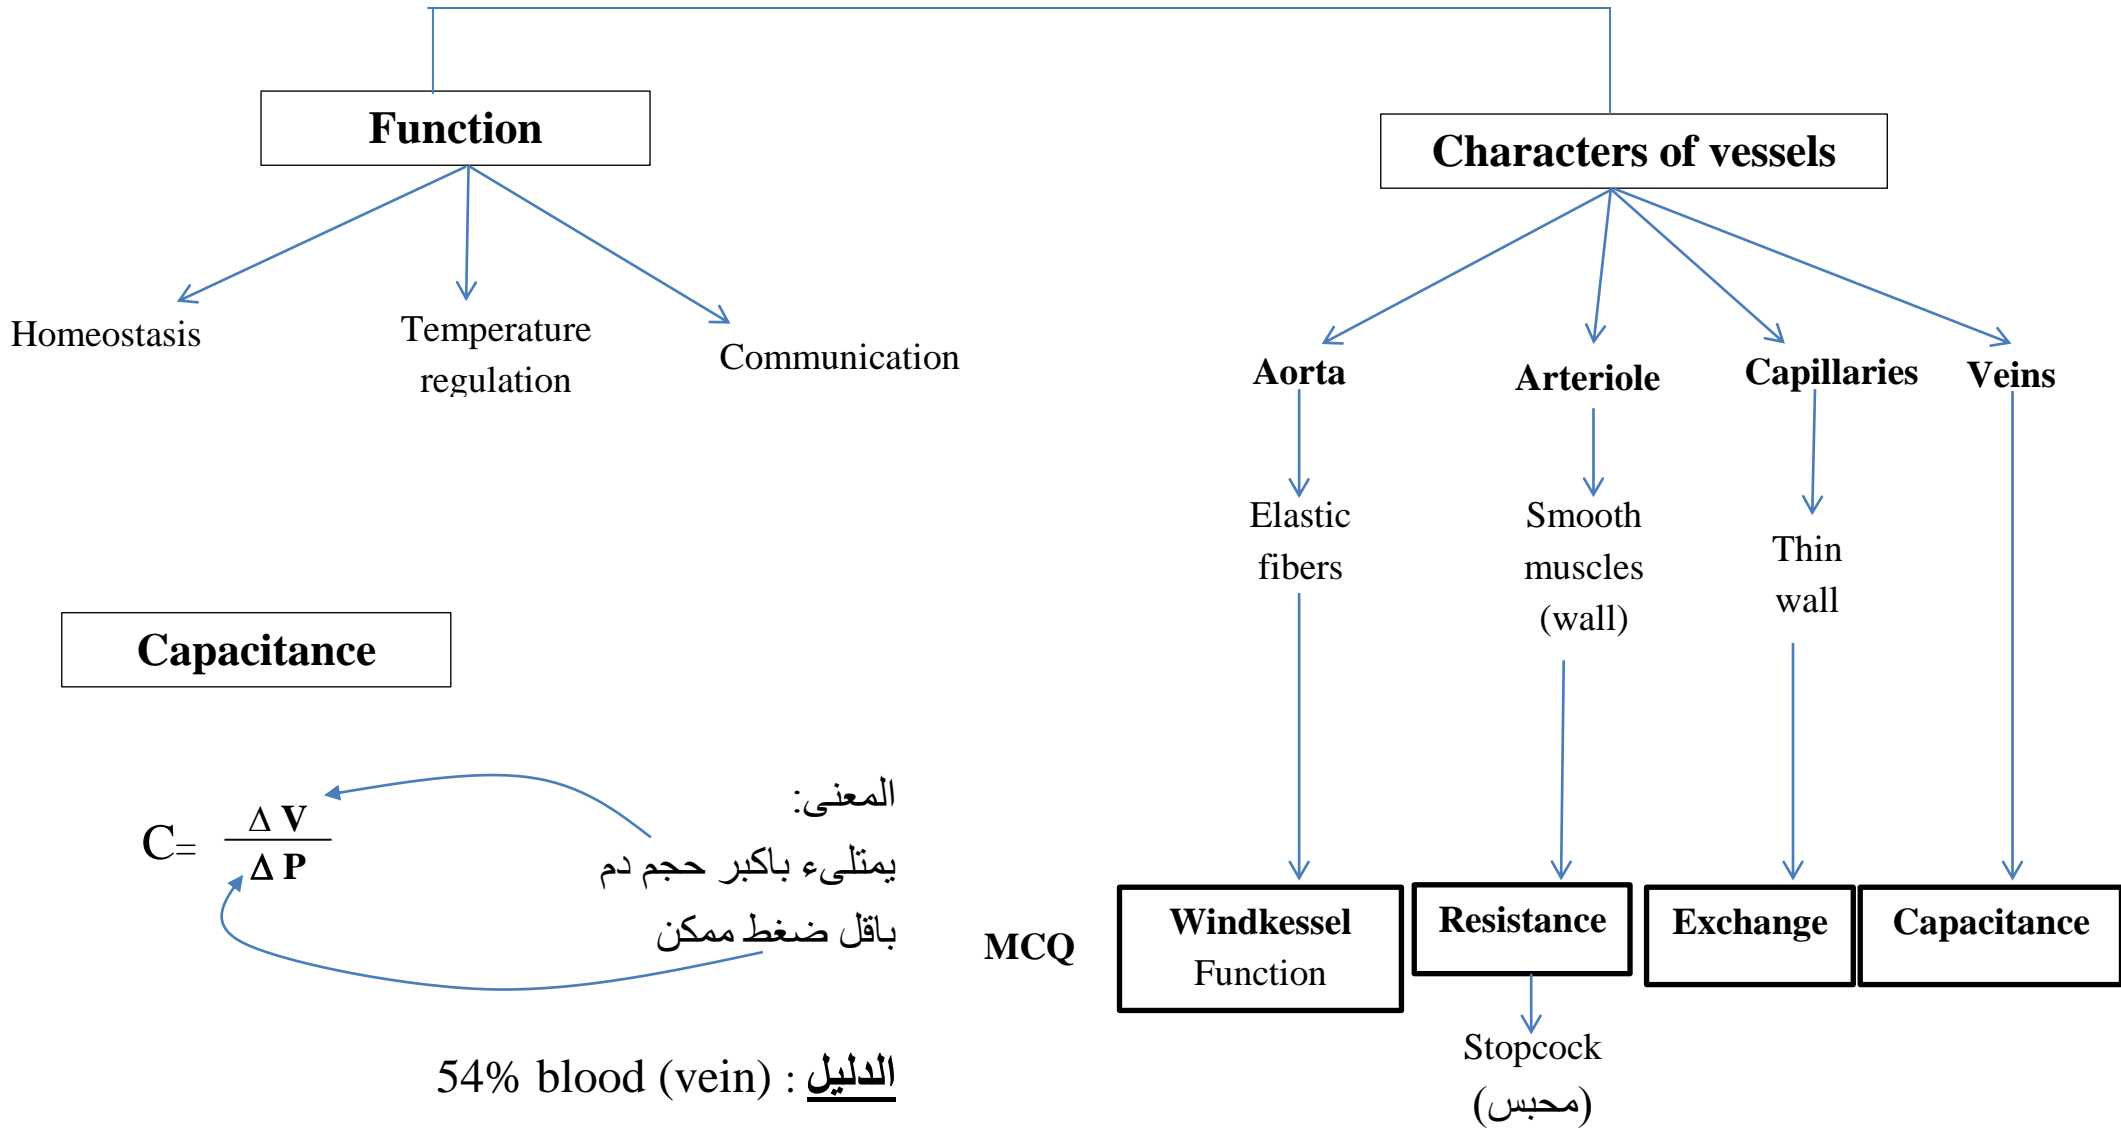 Function
Homeostasis
Temperature
regulation
Communication
Characters of vessels
Aorta
Arteriole
Capillaries
Veins
Elastic
fibers
Smooth
muscles
(wall)
Thin
wall
MCQ
Windkessel
Function
Resistance
Exchange
Capacitance
Stopcock
(محبس)
Capacitance
C= Δ V
Δ P
المعنى:
يمتلىء باكبر حجم دم
باقل ضغط ممكن
الدليل : 54% blood (vein)